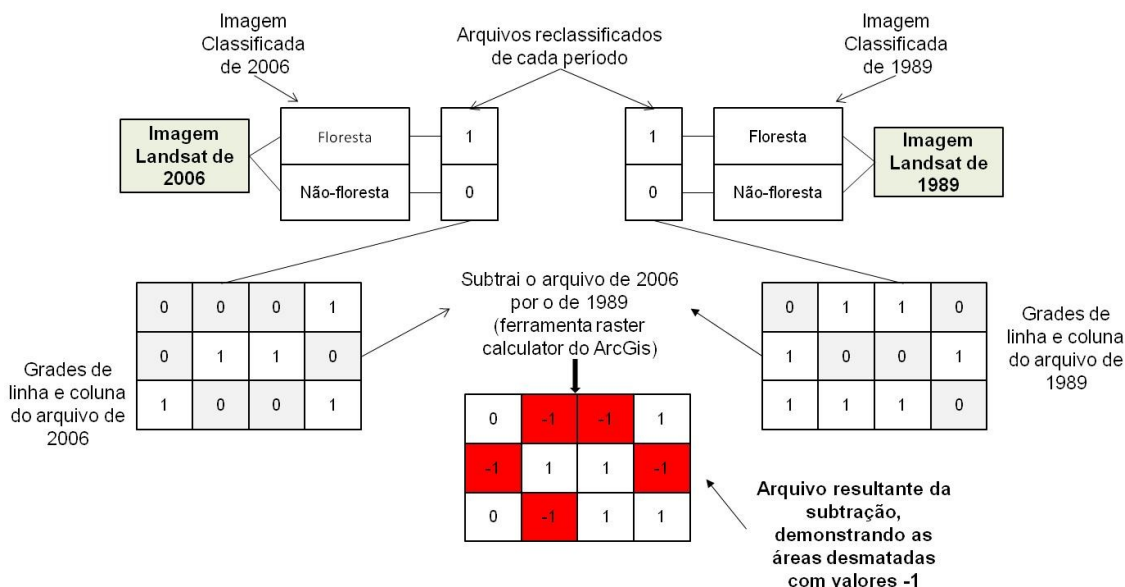 Imagem
Classificada
de 2006
Arquivos reclassificados
de cada período
Imagem
Classificada
de 1989
Imagem
Landsat de
2006
Floresta
Não-floresta
1
0
1
0
Floresta
Não-floresta
Imagem
Landsat de
1989
Grades de
linha e coluna
do arquivo de
2006
0 0 0 1
0 1 1 0
1 0 0 1
Subtrai o arquivo de 2006
por o de 1989
(ferramenta raster
calculator do ArcGis)
0 1 1 0
1 0 0 1
1 1 1 0
Grades de
linha e coluna
do arquivo de
1989
0 -1 -1 1
-1 1 1 -1
0 -1 1 1
Arquivo resultante da
subtração,
demonstrando as
áreas desmatadas
com valores -1